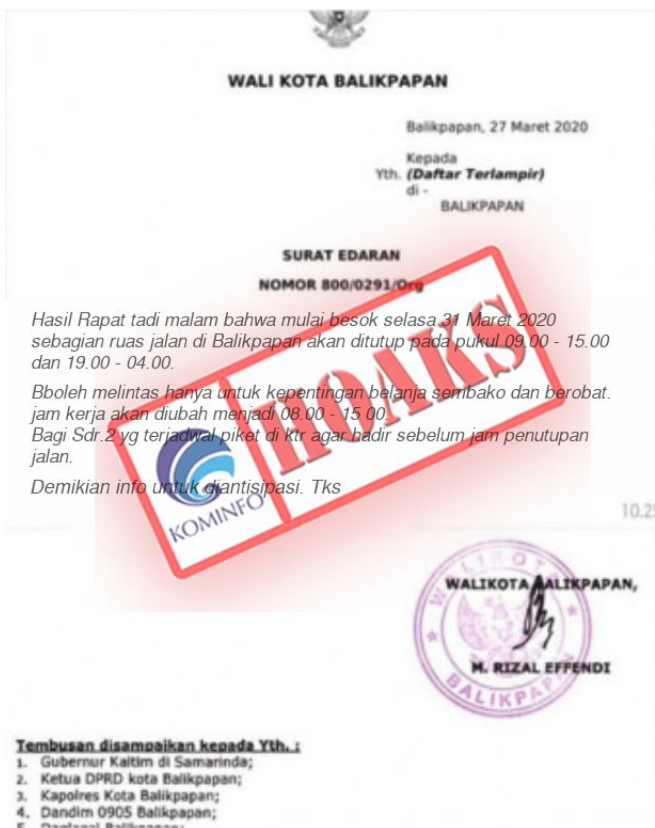 WALI KOTA BALIKPAPAN
Balikpapan, 27 Maret 2020
Kepada
Yth. (Daftar Terlampir)
di -
BALIKPAPAN
SURAT EDARAN
NOMOR 800/0291/Org
Hasil Rapat tadi malam bahwa mulai besok selasa 31 Maret 2020
sebagian ruas jalan di Balikpapan akan ditutup pada pukul 09.00 - 15.00
dan 19.00 - 04.00.
Bboleh melintas hanya untuk kepentingan belanja sembako dan berobat.
jam kerja akan diubah menjadi 08.00 - 15 00.
Bagi Sdr.2 yg terjadwal piket di ktr agar hadir sebelum jam penutupan
jalan.
Demikian info untuk diantisipasi. Tks
HOAKS
KOMINFO
10.25
WALIKOTA BALIKPAPAN,
M. RIZAL EFFENDI
WALIKOTA
BALIKPAPAN
Tembusan disampaikan kepada Yth. :
1. Gubernur Kaltim di Samarinda;
2. Ketua DPRD kota Balikpapan;
3. Kapolres Kota Balikpapan;
4. Dandim 0905 Balikpapan;
5. Danlanal Balikpapan;